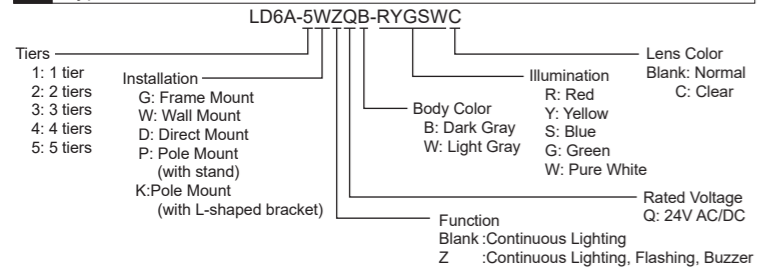 LD6A-5WZQB-RYGSWC
Tiers
1: 1 tier
2: 2 tiers
3: 3 tiers
4: 4 tiers
5: 5 tiers
Installation
G: Frame Mount
W: Wall Mount
D: Direct Mount
P: Pole Mount
(with stand)
K:Pole Mount
(with L-shaped bracket)
Body Color
B: Dark Gray
W: Light Gray
Illumination
R: Red
Y: Yellow
S: Blue
G: Green
W: Pure White
Lens Color
Blank: Normal
C: Clear
Rated Voltage
Q: 24V AC/DC
Function
Blank :Continuous Lighting
Z :Continuous Lighting, Flashing, Buzzer